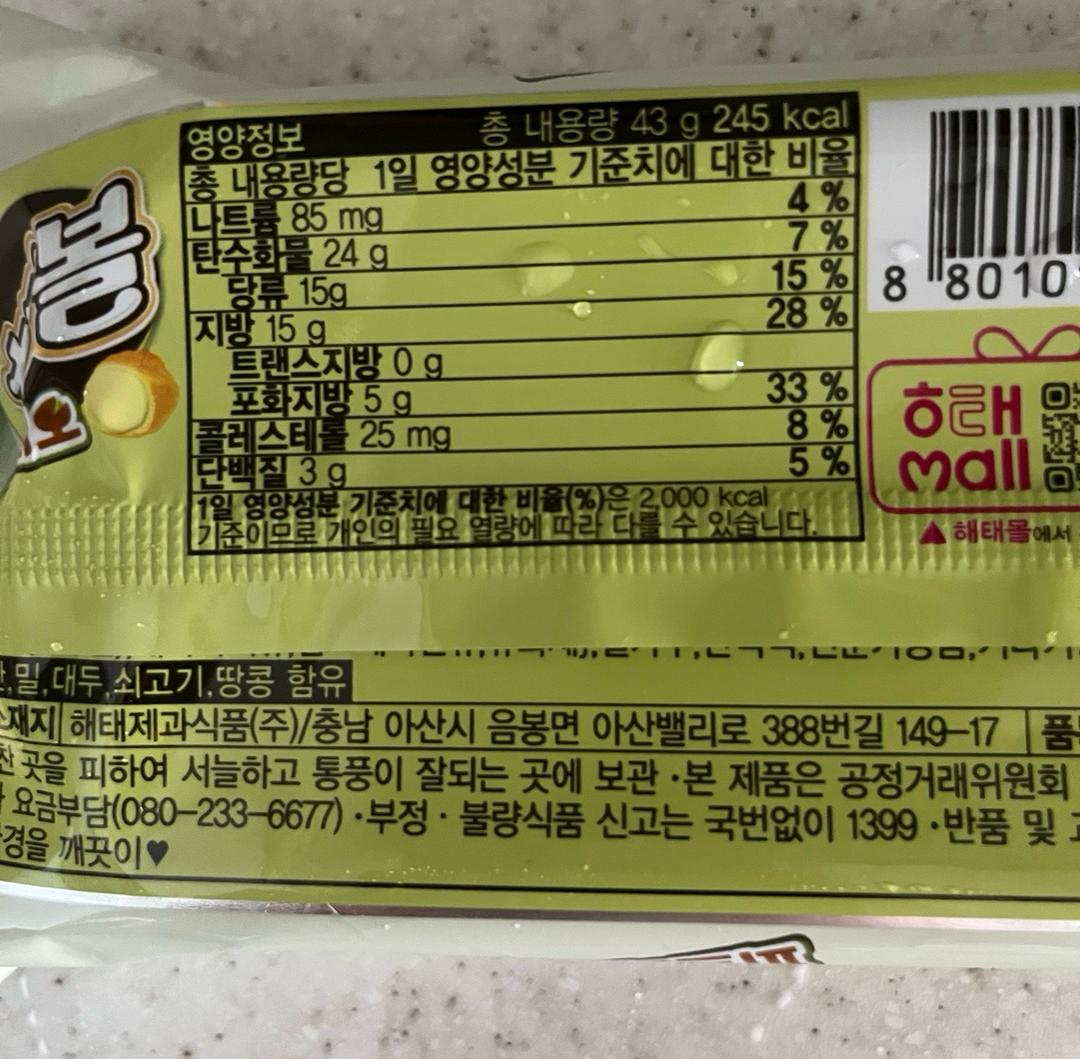 영양정보 총 내용량 43 g 245 kcal
총 내용량당 1일 영양성분 기준치에 대한 비율
나트륨 85 mg 4 %
탄수화물 24 g 7 %
당류 15g 15 %
지방 15 g 28 %
트랜스지방 0 g
포화지방 5 g 33 %
콜레스테롤 25 mg 8 %
단백질 3 g 5 %
1일 영양성분 기준치에 대한 비율(%)은 2,000 kcal
기준이므로 개인의 필요 열량에 따라 다를 수 있습니다.
볼
8 8010
해태
mall
▲ 해태몰에서
밀,대두,쇠고기,땅콩 함유
재지 해태제과식품(주)/충남 아산시 음봉면 아산밸리로 388번길 149-17 품
곳을 피하여 서늘하고 통풍이 잘되는 곳에 보관 ·본 제품은 공정거래위원회
요금부담(080-233-6677) ·부정 · 불량식품 신고는 국번없이 1399 ·반품 및
경을 깨끗이♥